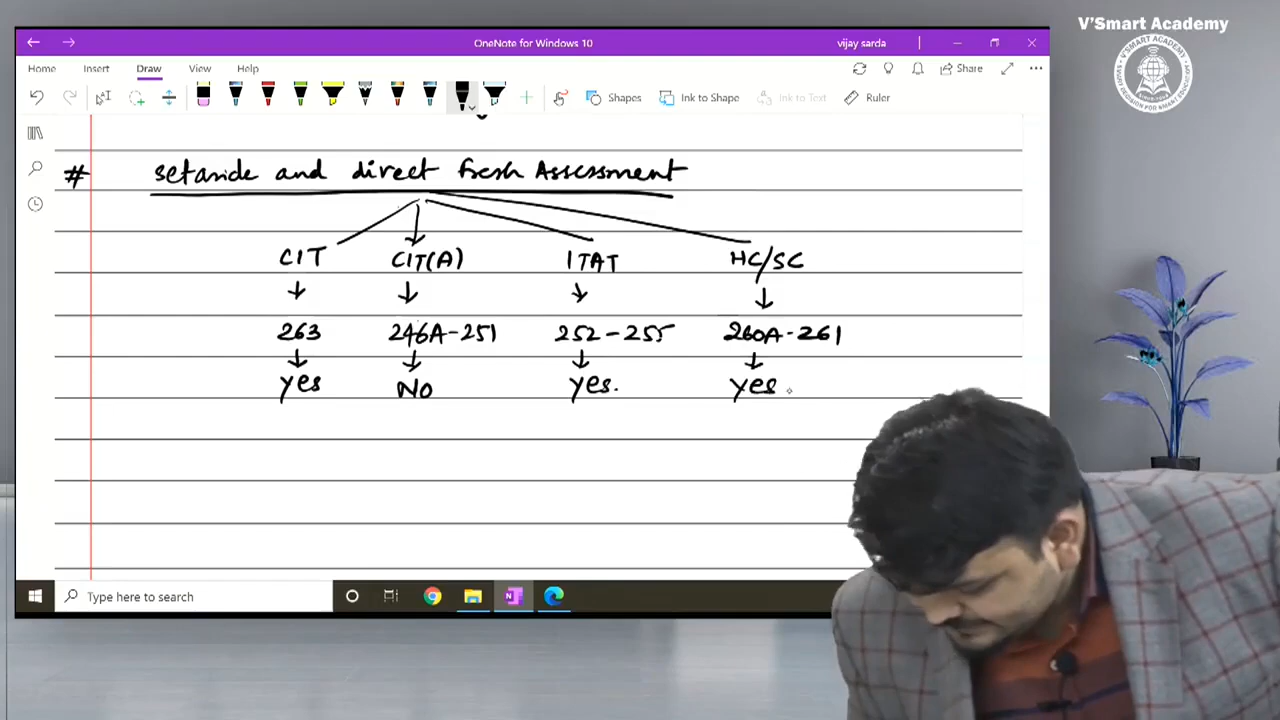 V'Smart Academy
OneNote for Windows 10
vijay sarda
Home Insert Draw View Help
Share
Shapes Ink to Shape Ink to Text Ruler
# Setaside and direct fresh Assessment
CIT CIT(A) ITAT HC/SC
263 246A-251 252-255 260A-261
Yes No Yes. Yes
Type here to search